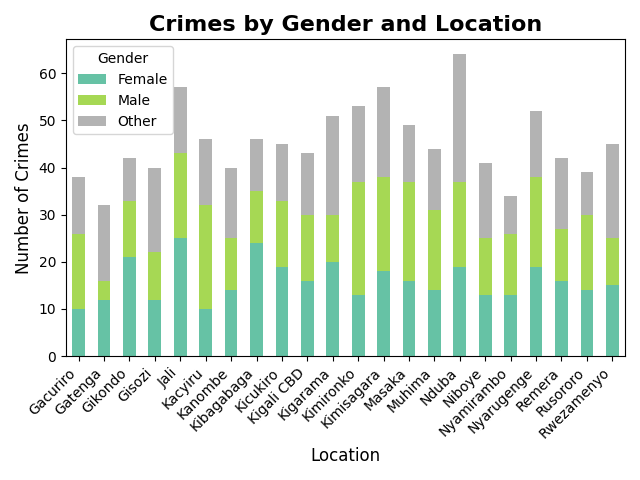 Crimes by Gender and Location
Number of Crimes
60
50
40
30
20
10
0
Gender
Female
Male
Other
Gacuriro
Gatenga
Gikondo
Gisozi
Jali
Kacyiru
Kanombe
Kibagabaga
Kicukiro
Kigali CBD
Kigarama
Kimironko
Kimisagara
Masaka
Muhima
Nduba
Niboye
Nyamirambo
Nyarugenge
Remera
Rusororo
Rwezamenyo
Location